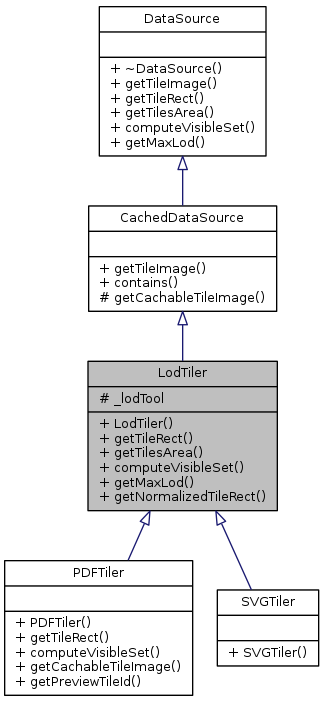 DataSource
+ ~DataSource()
+ getTileImage()
+ getTileRect()
+ getTilesArea()
+ computeVisibleSet()
+ getMaxLod()
CachedDataSource
+ getTileImage()
+ contains()
# getCachableTileImage()
LodTiler
# _lodTool
+ LodTiler()
+ getTileRect()
+ getTilesArea()
+ computeVisibleSet()
+ getMaxLod()
+ getNormalizedTileRect()
PDFTiler
+ PDFTiler()
+ getTileRect()
+ computeVisibleSet()
+ getCachableTileImage()
+ getPreviewTileId()
SVGTiler
+ SVGTiler()